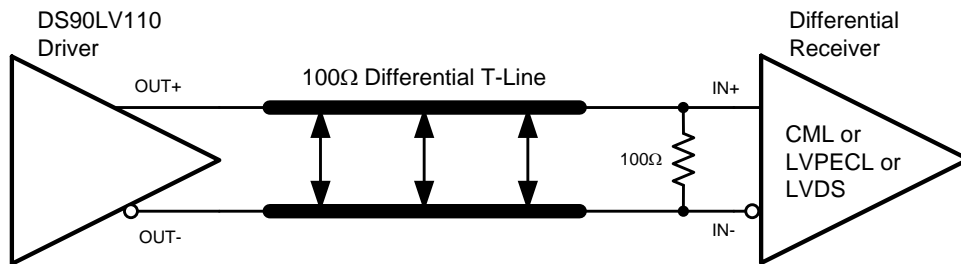 DS90LV110
Driver
Differential
Receiver
100Ω Differential T-Line
OUT+
IN+
CML or
LVPECL or
LVDS
100Ω
OUT-
IN-